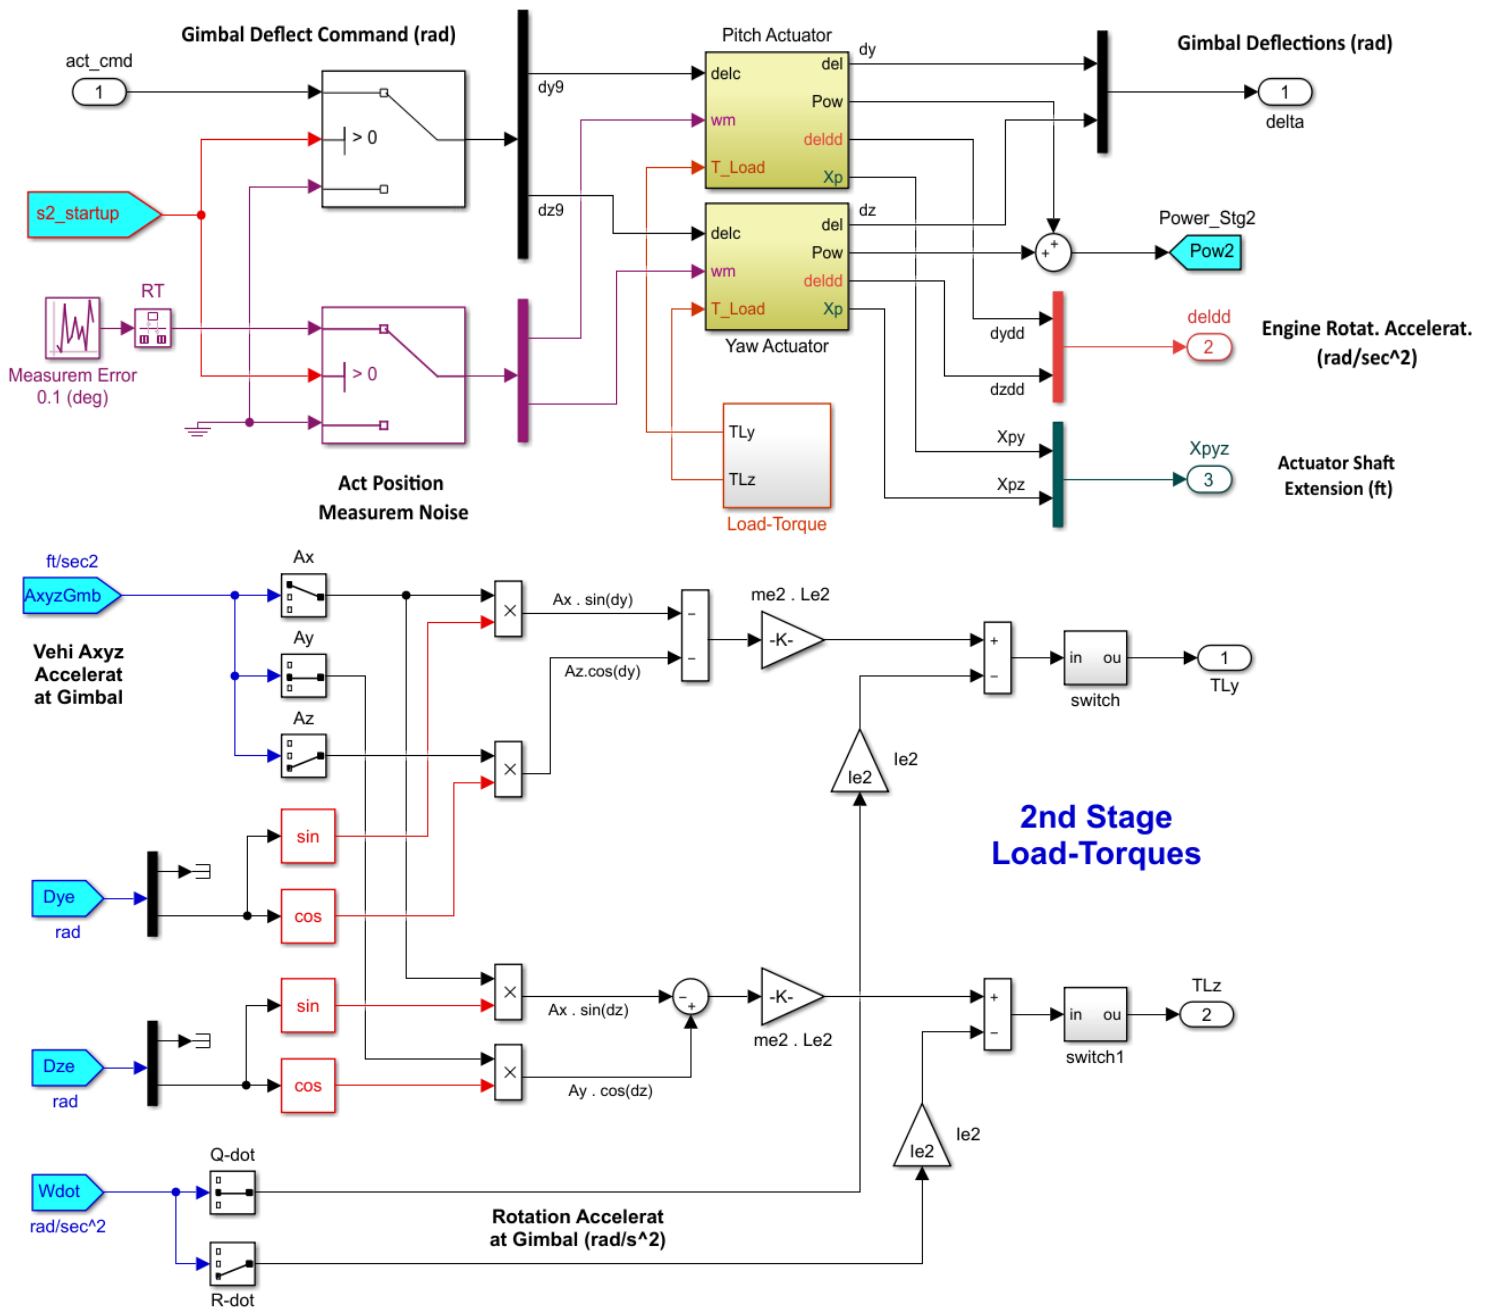 Gimbal Deflect Command (rad)
act_cmd
1
> 0
s2_startup
dy9
dz9
Pitch Actuator
delc
wm
T_Load
del
Pow
deldd
Xp
dy
delc
wm
T_Load
del
Pow
deldd
Xp
dz
Yaw Actuator
Gimbal Deflections (rad)
1
delta
Power_Stg2
+
+
Pow2
dydd
dzdd
deldd
2
Engine Rotat. Accelerat.
(rad/sec^2)
Xpy
Xpz
Xpyz
3
Actuator Shaft
Extension (ft)
RT
Measurem Error
0.1 (deg)
> 0
Act Position
Measurem Noise
TLy
TLz
Load-Torque
ft/sec2
AxyzGmb
Vehi Axyz
Accelerat
at Gimbal
Ax
Ay
Az
×
Ax . sin(dy)
Az.cos(dy)
×
−
−
me2 . Le2
-K-
+
−
in ou
switch
1
TLy
Ie2
Ie2
2nd Stage
Load-Torques
sin
cos
Dye
rad
sin
cos
Dze
rad
×
Ax . sin(dz)
×
Ay . cos(dz)
−
+
-K-
me2 . Le2
+
−
in ou
switch1
TLz
2
Ie2
Ie2
Q-dot
Wdot
rad/sec^2
R-dot
Rotation Accelerat
at Gimbal (rad/s^2)